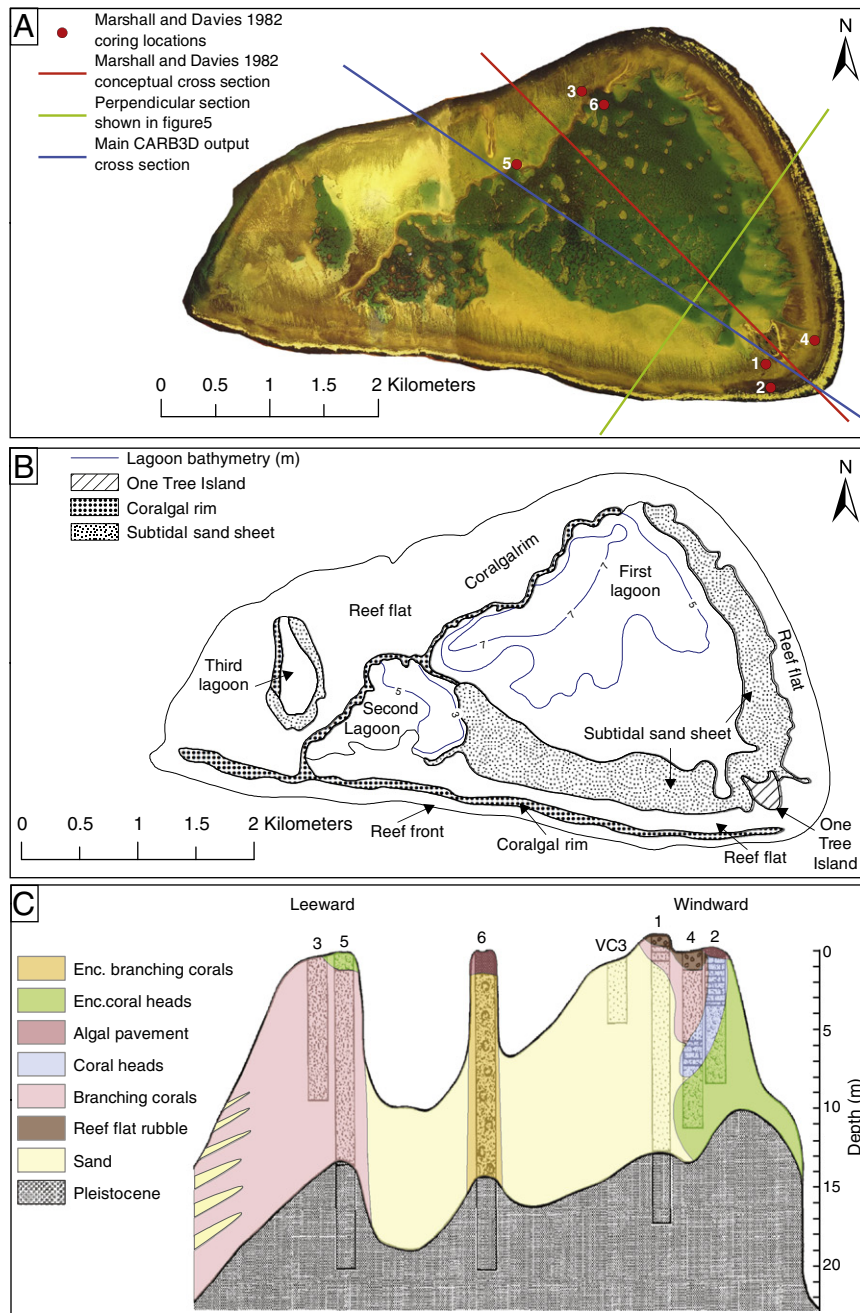 A
Marshall and Davies 1982
coring locations
Marshall and Davies 1982
conceptual cross section
Perpendicular section
shown in figure5
Main CARB3D output
cross section
N
3
6
5
4
1
2
0 0.5 1 1.5 2 Kilometers
B
Lagoon bathymetry (m)
One Tree Island
Coralgal rim
Subtidal sand sheet
N
Coralgalrim
First
lagoon
7
5
7
Reef flat
7
Reef flat
Third
lagoon
5
3
Second
Lagoon
Subtidal sand sheet
0 0.5 1 1.5 2 Kilometers
Reef front
Coralgal rim
Reef flat
One
Tree
Island
C
Leeward
Windward
3
5
6
VC3
1
4
2
Enc. branching corals
Enc.coral heads
Algal pavement
Coral heads
Branching corals
Reef flat rubble
Sand
Pleistocene
0
5
10
15
20
Depth (m)